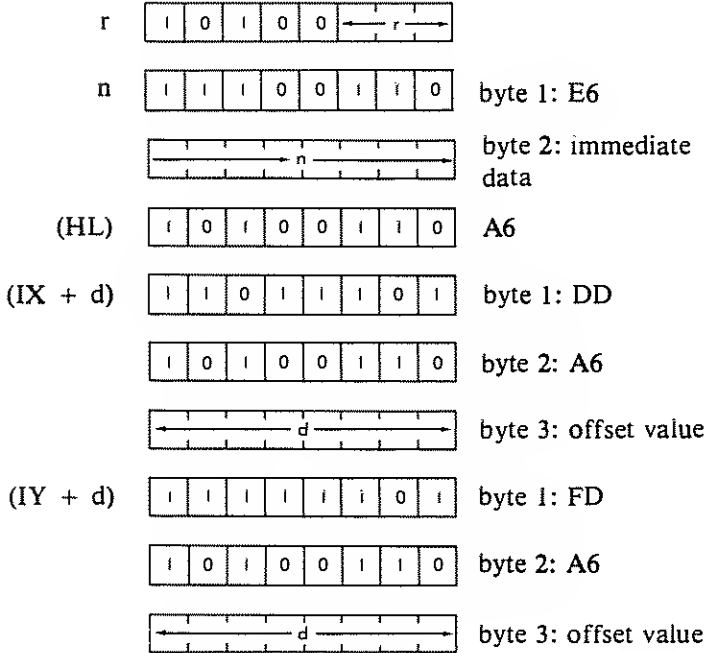 r 1 0 1 0 0 r
n 1 1 1 0 0 1 1 0 byte 1: E6
n byte 2: immediate
data
(HL) 1 0 1 0 0 1 1 0 A6
(IX + d) 1 1 0 1 1 1 0 1 byte 1: DD
1 0 1 0 0 1 1 0 byte 2: A6
d byte 3: offset value
(IY + d) 1 1 1 1 1 1 0 1 byte 1: FD
1 0 1 0 0 1 1 0 byte 2: A6
d byte 3: offset value